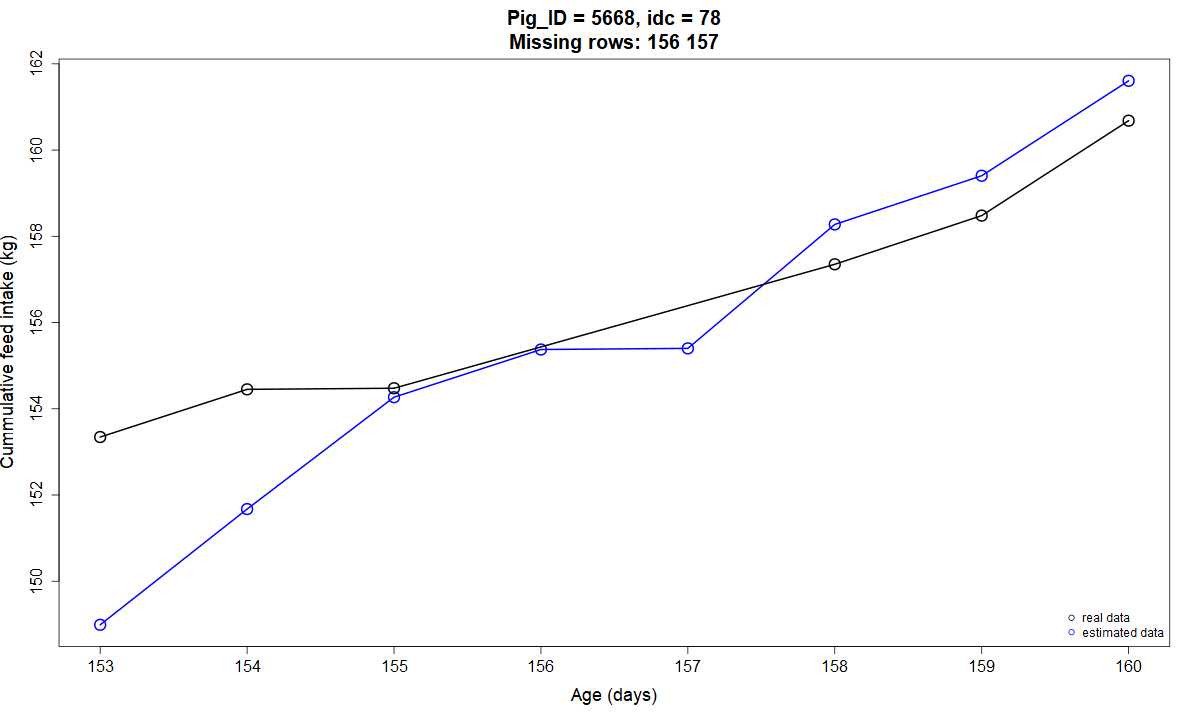 Pig_ID = 5668, idc = 78
Missing rows: 156 157
Cummulative feed intake (kg)
162
160
158
156
154
152
150
real data
estimated data
153 154 155 156 157 158 159 160
Age (days)